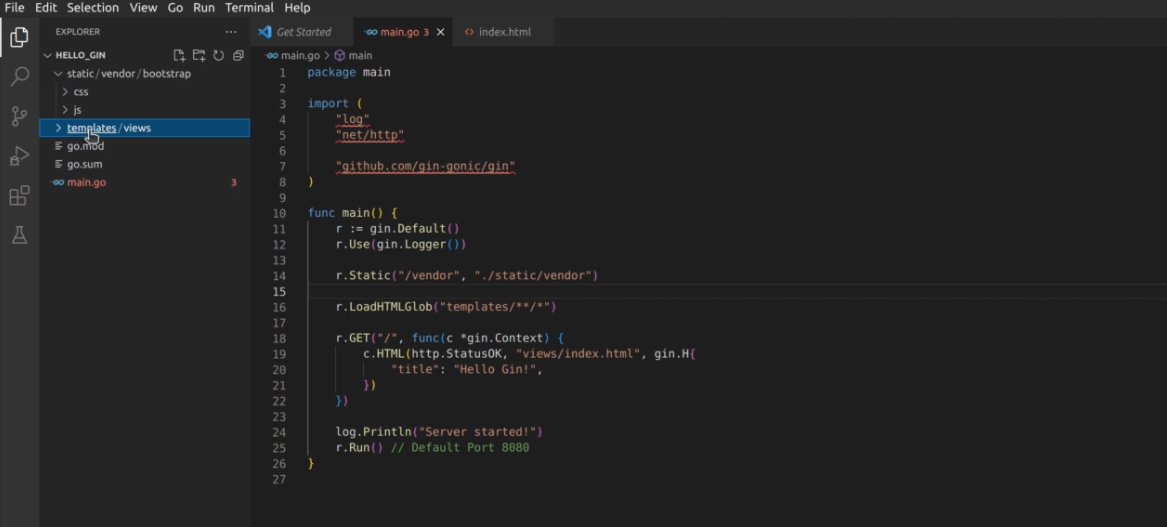 File Edit Selection View Go Run Terminal Help
EXPLORER ···
HELLO_GIN
static/vendor/bootstrap
css
js
templates/views
go.mod
go.sum
main.go 3
Get Started main.go 3 index.html
main.go > main
1 package main
2
3 import (
4 "log"
5 "net/http"
6
7 "github.com/gin-gonic/gin"
8 )
9
10 func main() {
11 r := gin.Default()
12 r.Use(gin.Logger())
13
14 r.Static("/vendor", "./static/vendor")
15
16 r.LoadHTMLGlob("templates/**/*")
17
18 r.GET("/", func(c *gin.Context) {
19 c.HTML(http.StatusOK, "views/index.html", gin.H{
20 "title": "Hello Gin!",
21 })
22 })
23
24 log.Println("Server started!")
25 r.Run() // Default Port 8080
26 }
27